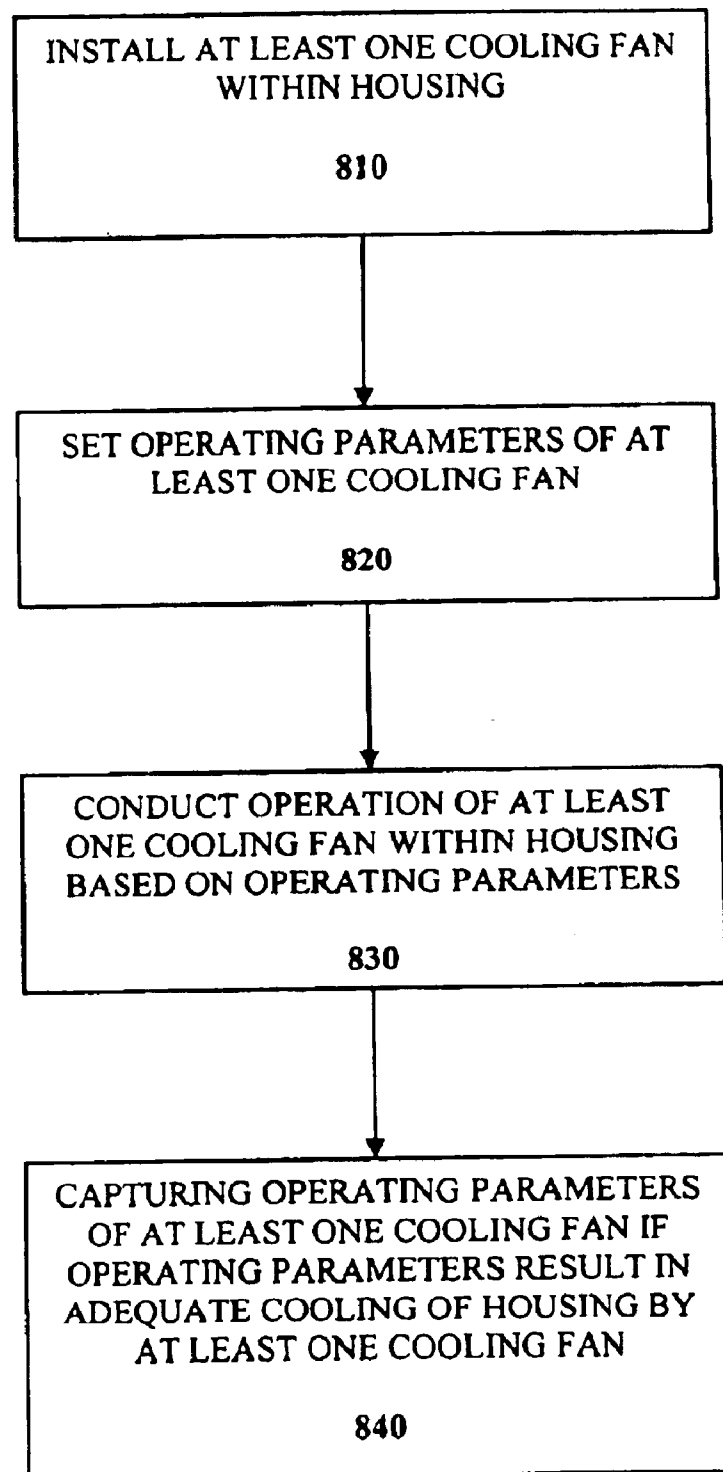 INSTALL AT LEAST ONE COOLING FAN
WITHIN HOUSING
810
SET OPERATING PARAMETERS OF AT
LEAST ONE COOLING FAN
820
CONDUCT OPERATION OF AT LEAST
ONE COOLING FAN WITHIN HOUSING
BASED ON OPERATING PARAMETERS
830
CAPTURING OPERATING PARAMETERS
OF AT LEAST ONE COOLING FAN IF
OPERATING PARAMETERS RESULT IN
ADEQUATE COOLING OF HOUSING BY
AT LEAST ONE COOLING FAN
840